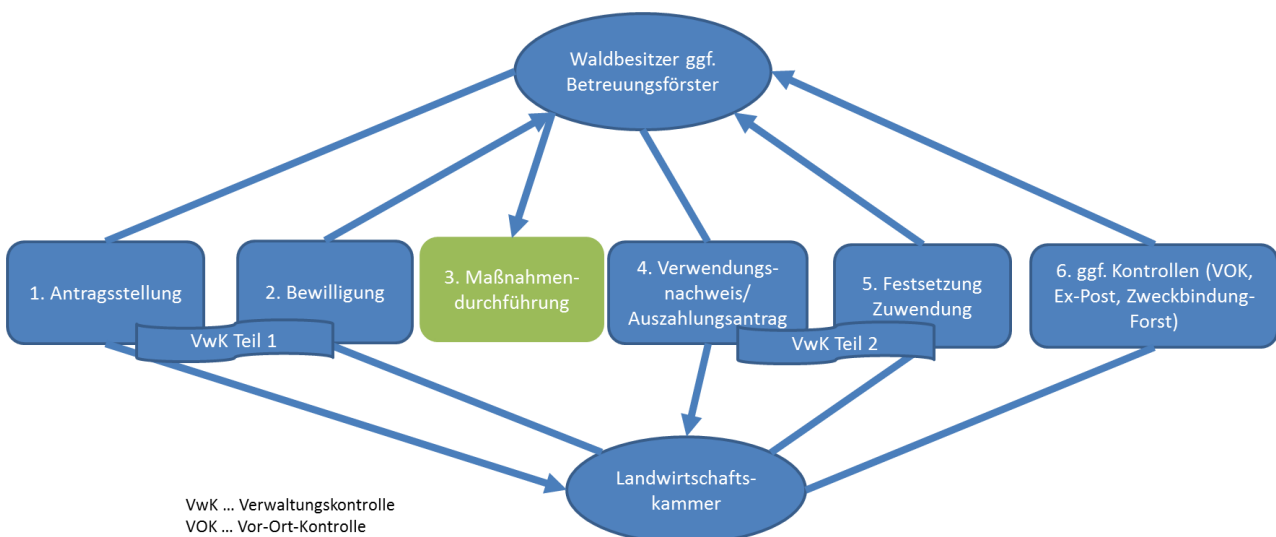 Waldbesitzer ggf.
Betreuungsförster
1. Antragsstellung
2. Bewilligung
3. Maßnahmen-
durchführung
4. Verwendungs-
nachweis/
Auszahlungsantrag
5. Festsetzung
Zuwendung
6. ggf. Kontrollen (VOK,
Ex-Post, Zweckbindung-
Forst)
VwK Teil 1
VwK Teil 2
Landwirtschafts-
kammer
VwK ... Verwaltungskontrolle
VOK ... Vor-Ort-Kontrolle